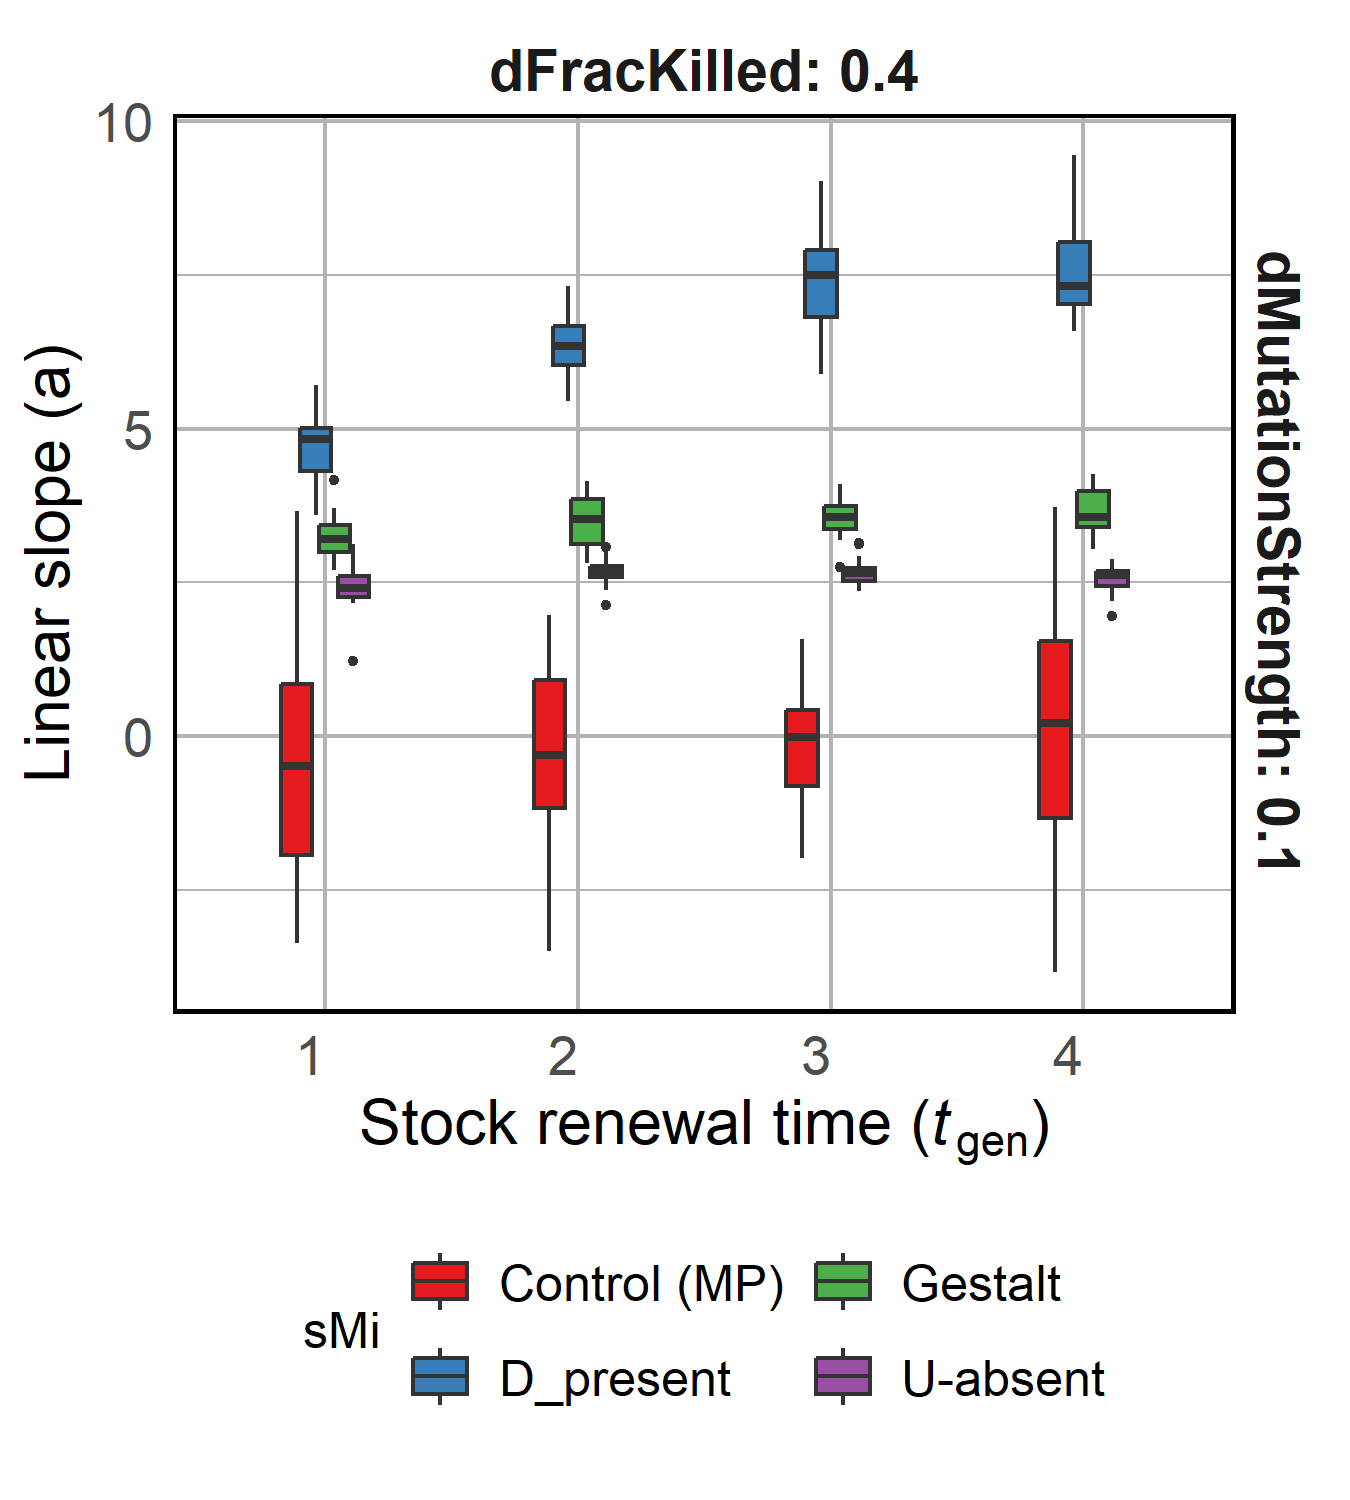 dFracKilled: 0.4
10
5
0
Linear slope (a)
dMutationStrength: 0.1
1 2 3 4
Stock renewal time (t gen)
sMi
Control (MP) Gestalt
D_present U-absent